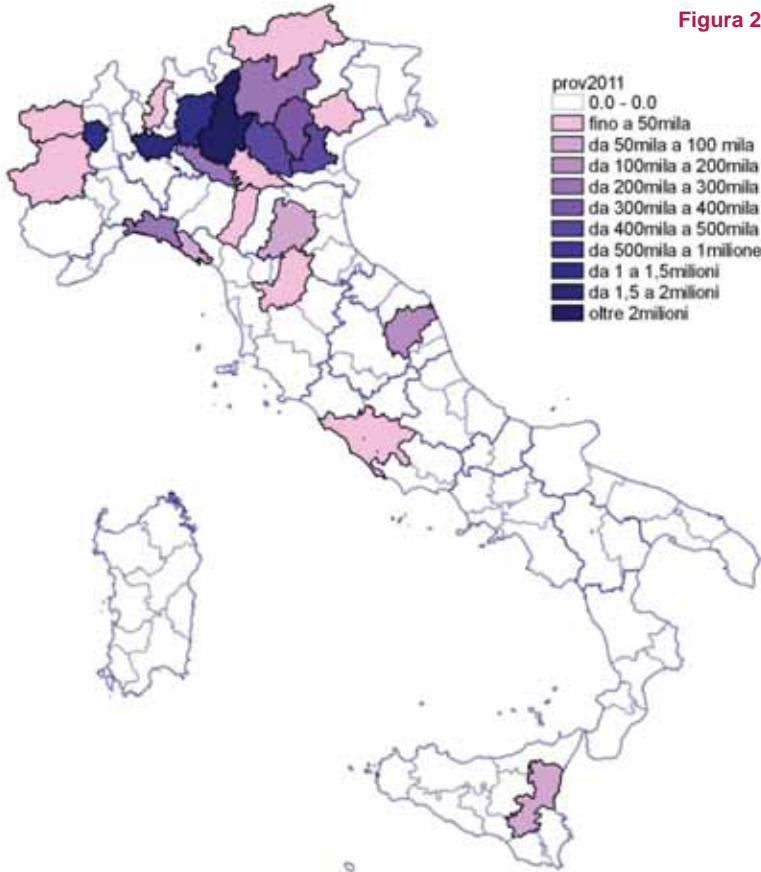 Figura 2
prov2011
0.0 - 0.0
fino a 50mila
da 50mila a 100 mila
da 100mila a 200mila
da 200mila a 300mila
da 300mila a 400mila
da 400mila a 500mila
da 500mila a 1milione
da 1 a 1,5milioni
da 1,5 a 2milioni
oltre 2milioni